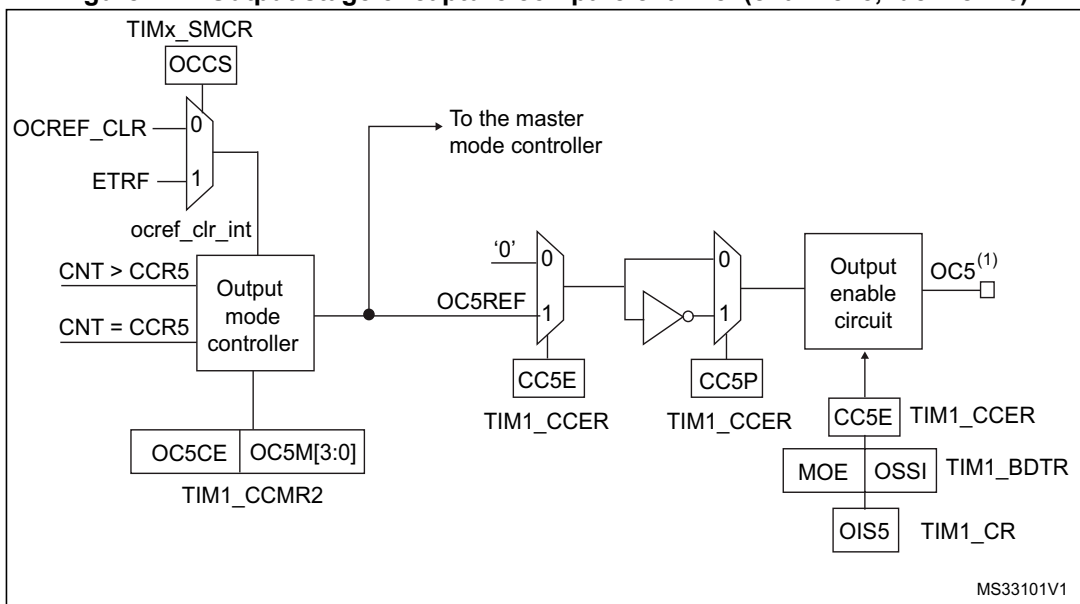 TIMx_SMCR
OCCS
OCREF_CLR
0
ETRF
1
ocref_clr_int
To the master
mode controller
CNT > CCR5
CNT = CCR5
Output
mode
controller
OC5CE
OC5M[3:0]
TIM1_CCMR2
'0'
0
OC5REF
1
CC5E
TIM1_CCER
0
1
CC5P
TIM1_CCER
Output
enable
circuit
OC5(1)
CC5E
TIM1_CCER
MOE
OSSI
TIM1_BDTR
OIS5
TIM1_CR
MS33101V1